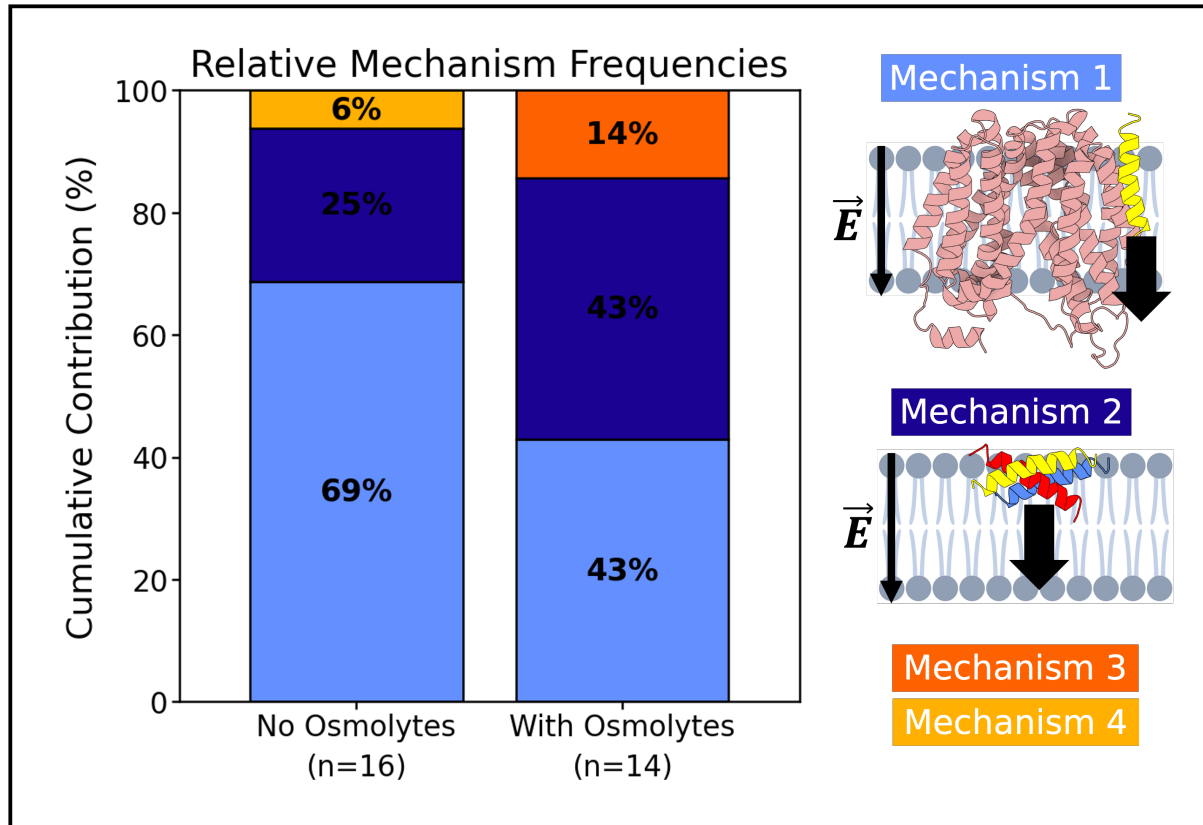 Relative Mechanism Frequencies
Cumulative Contribution (%)
100
80
60
40
20
0
6%
25%
69%
14%
43%
43%
No Osmolytes
(n=16)
With Osmolytes
(n=14)
Mechanism 1
E
Mechanism 2
E
Mechanism 3
Mechanism 4